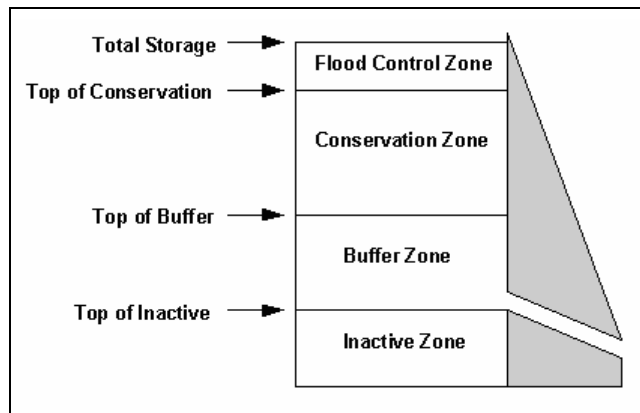 Total Storage
Flood Control Zone
Top of Conservation
Conservation Zone
Top of Buffer
Buffer Zone
Top of Inactive
Inactive Zone